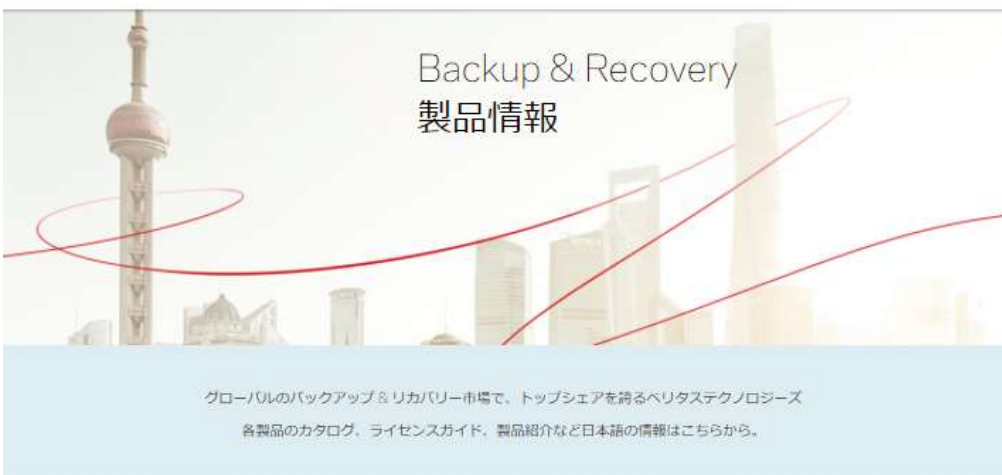 Backup & Recovery
製品情報
グローバルのバックアップ & リカバリー市場で、トップシェアを誇るベリタステクノロジーズ
各製品のカタログ、ライセンスガイド、製品紹介など日本語の情報はこちらから。